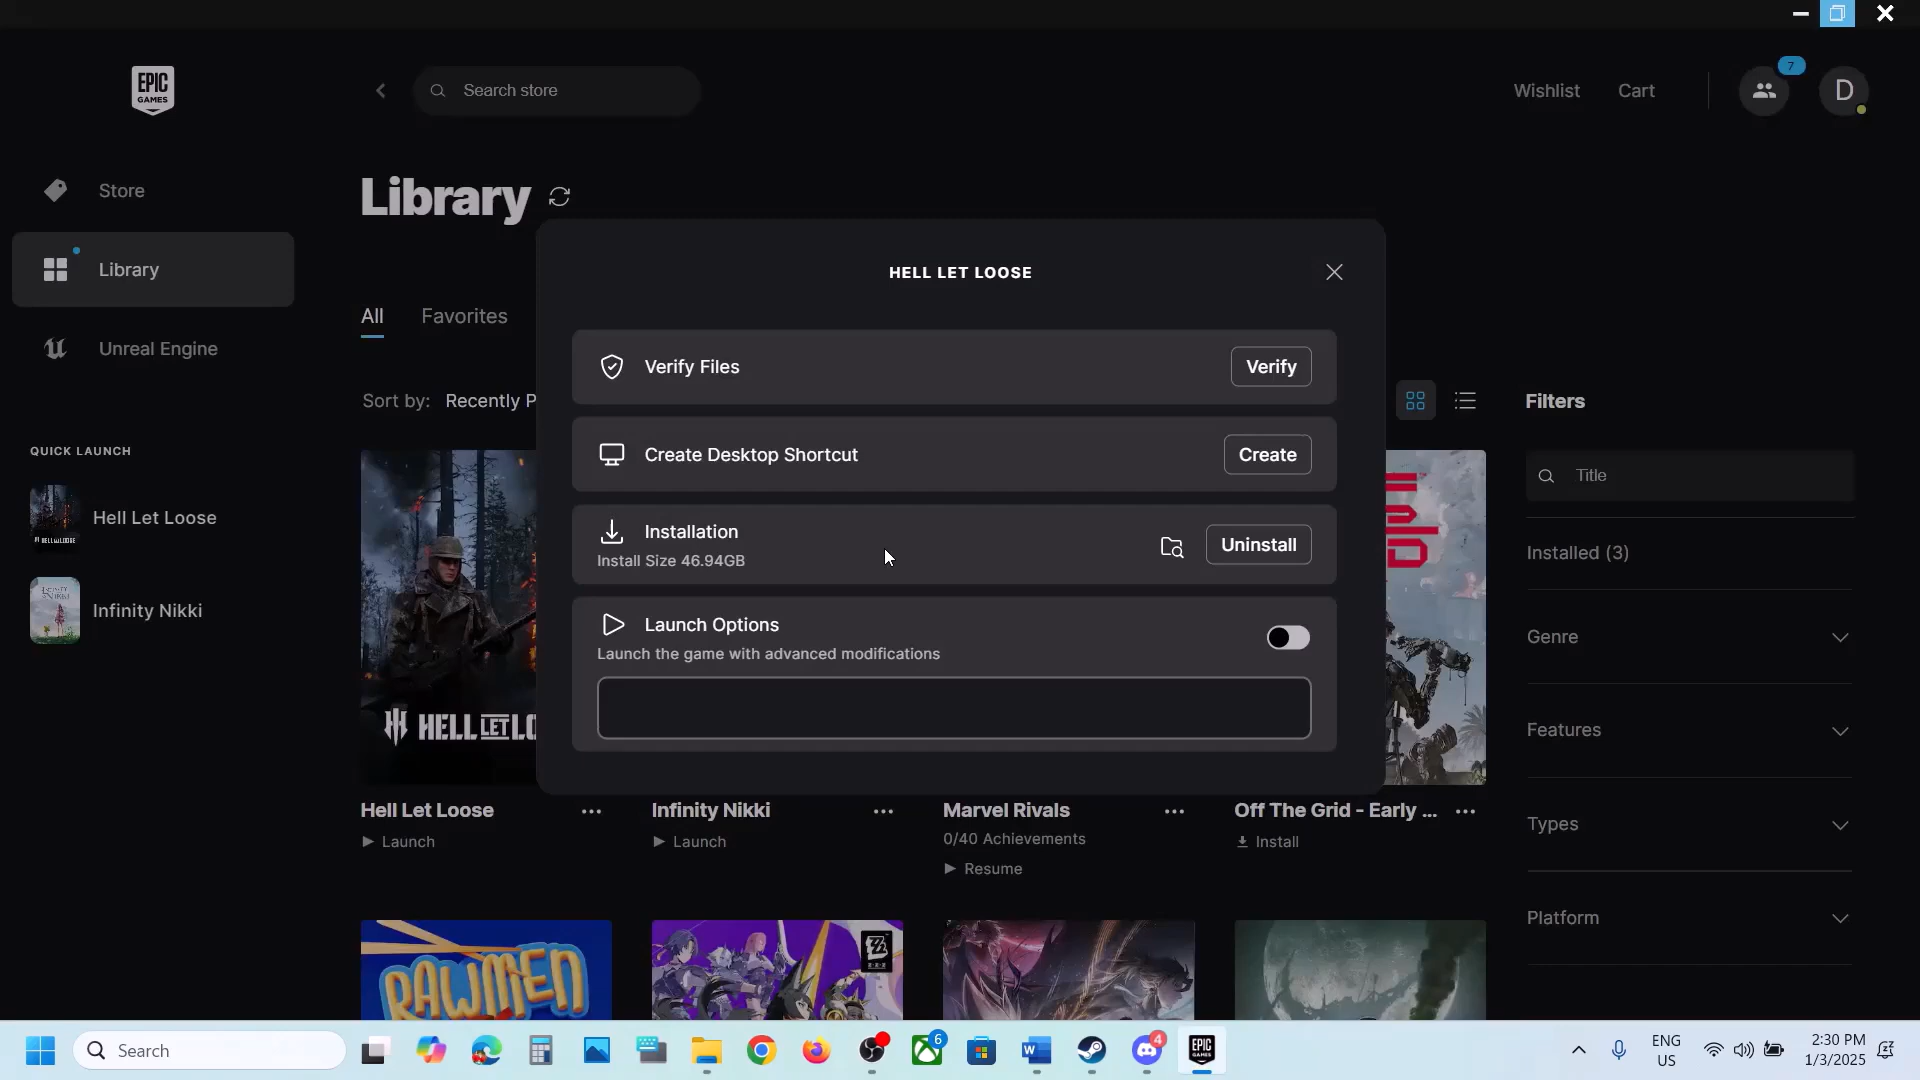 EPIC
GAMES
Search store
Wishlist
Cart
7
D
Store
Library
Unreal Engine
QUICK LAUNCH
Hell Let Loose
Infinity Nikki
Library
All
Favorites
Sort by:
Recently P
HELL LET LOOSE
Verify Files
Verify
Create Desktop Shortcut
Create
Installation
Install Size 46.94GB
Uninstall
Launch Options
Launch the game with advanced modifications
Filters
Title
Installed (3)
Genre
Features
Types
Platform
HELL LET LO
Hell Let Loose
Launch
Infinity Nikki
Launch
Marvel Rivals
0/40 Achievements
Resume
Off The Grid - Early ...
Install
RAWMEN
Search
6
4
EPIC
GAMES
ENG
US
2:30 PM
1/3/2025